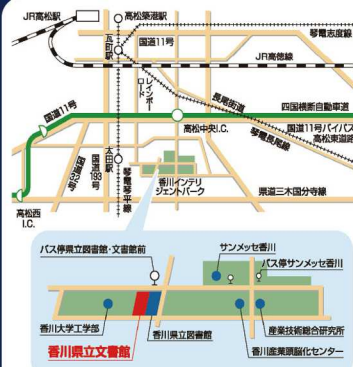 JR高松駅
高松築港駅
瓦町駅
国道11号
琴電志度線
JR高徳線
レインボーロード
長尾街道
四国横断自動車道
国道11号
高松中央I.C.
国道11号バイパス
高松東道路
琴電長尾線
太田駅
国道193号
国道32号
琴電琴平線
香川インテリ
ジェントパーク
県道三木国分寺線
高松西
I.C.
バス停県立図書館・文書館前
サンメッセ香川
バス停サンメッセ香川
香川大学工学部
香川県立図書館
産業技術総合研究所
香川県立文書館
香川産業頭脳化センター